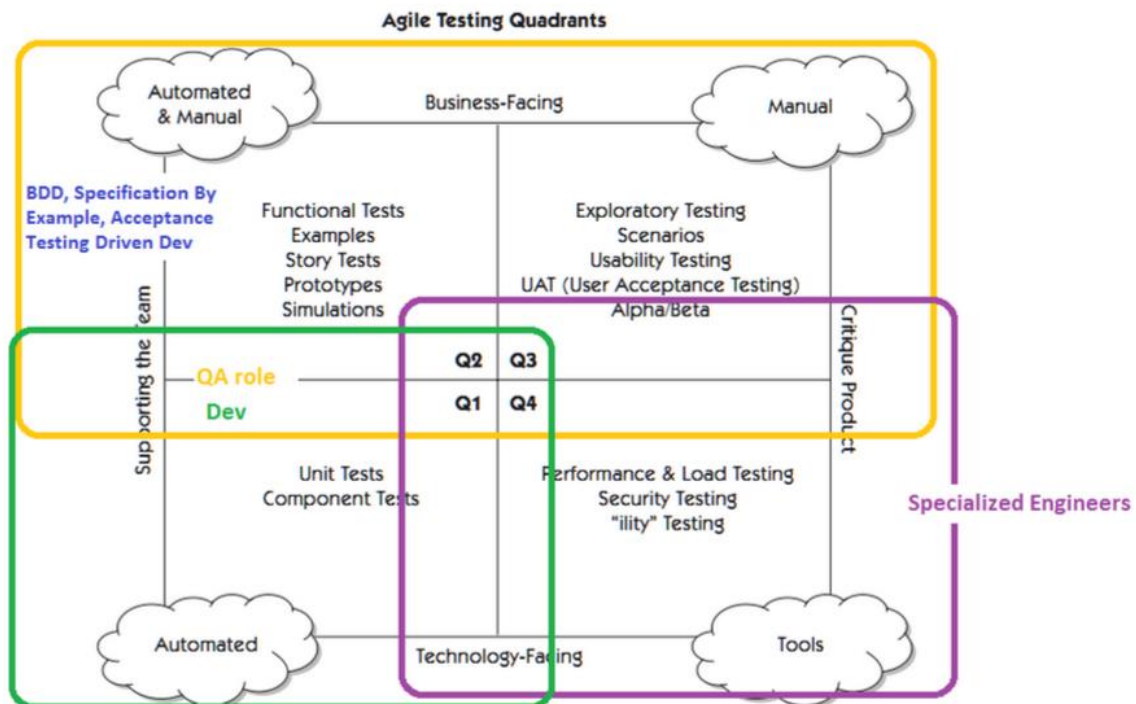 Agile Testing Quadrants
Automated
& Manual
Business-Facing
Manual
BDD, Specification By
Example, Acceptance
Testing Driven Dev
Functional Tests
Examples
Story Tests
Prototypes
Simulations
Exploratory Testing
Scenarios
Usability Testing
UAT (User Acceptance Testing)
Alpha/Beta
Supporting the Team
Critique Product
Q2
Q3
QA role
Q1
Q4
Dev
Unit Tests
Component Tests
Performance & Load Testing
Security Testing
"ility" Testing
Specialized Engineers
Automated
Technology-Facing
Tools